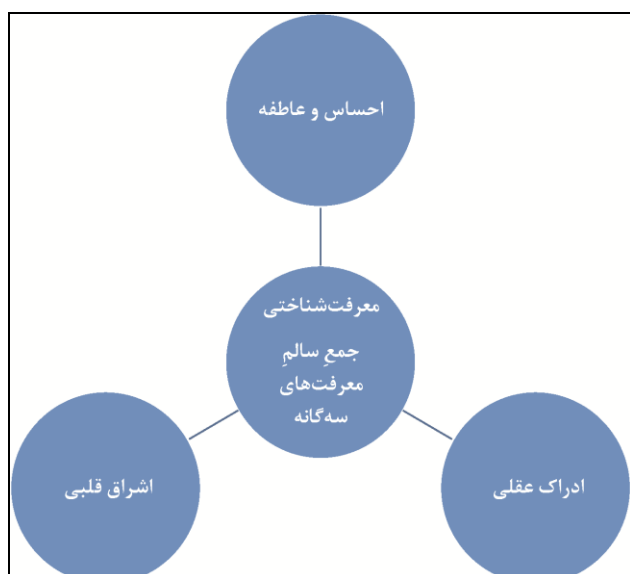 احساس و عاطفه
معرفت‌شناختی
جمعِ سالمِ
معرفت‌های
سه‌گانه
ادراک عقلی
اشراق قلبی